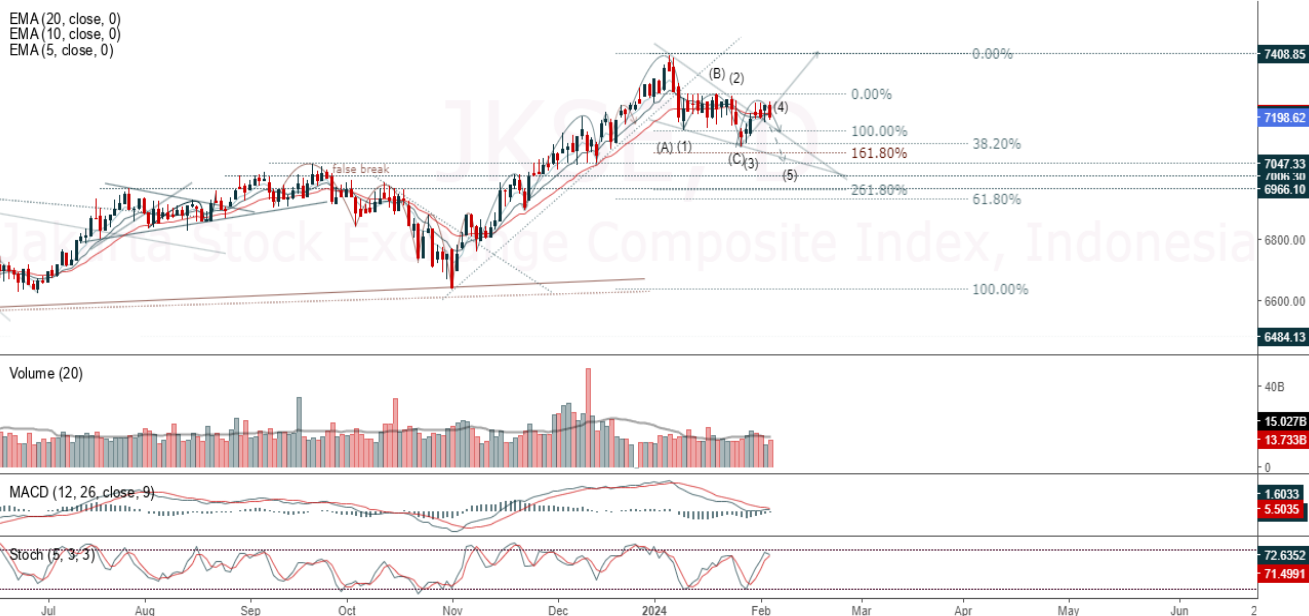 EMA (20, close, 0)
EMA (10, close, 0)
EMA (5, close, 0)
JKSE, D
Jakarta Stock Exchange Composite Index, Indonesia
false break
(A) (1)
(B) (2)
(C) (3)
(4)
(5)
0.00%
100.00%
161.80%
261.80%
0.00%
38.20%
61.80%
100.00%
7408.85
7198.62
7047.33
7006.30
6966.10
6800.00
6600.00
6484.13
Volume (20)
40B
15.027B
13.733B
0
MACD (12, 26, close, 9)
1.6033
5.5035
Stoch (5, 3, 3)
72.6352
71.4991
Jul Aug Sep Oct Nov Dec 2024 Feb Mar Apr May Jun 2